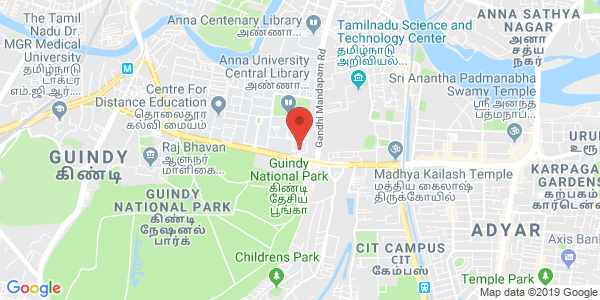 The Tamil
Nadu Dr.
MGR Medical
University
தமிழ்நாடு
டாக்டர்
எம்.ஜி.ஆர்
Anna Centenary Library
அண்ணா
Tamilnadu Science and
Technology Center
தமிழ்நாடு
அறிவியல்
ANNA SATHYA
NAGAR
அனா
சத்ய
நகர்
Anna University
Central Library
அண்ணா
Gandhi Mandapam Rd
Centre For
Distance Education
தொலைதூர
கல்வி மையம்
Sri Anantha Padmanabha
Swamy Temple
ஸ்ரீ அனந்த
பத்மநாப
M
GUINDY
கிண்டி
Raj Bhavan
ஆளுநர்
மாளிகை
Guindy
National Park
கிண்டி
தேசிய
பூங்கா
Madhya Kailash Temple
மத்திய கைலாஷ்
திருக்கோயில்
URU
ஊரூ
KARPAGA
GARDENS
கற்பகம்
கார்டென்
GUINDY
NATIONAL PARK
கிண்டி
நேஷனல்
பார்க்
Childrens Park
CIT CAMPUS
CIT
கேம்பஸ்
ADYAR
Axis Bank
Temple Park
Google
Map data ©2019 Google